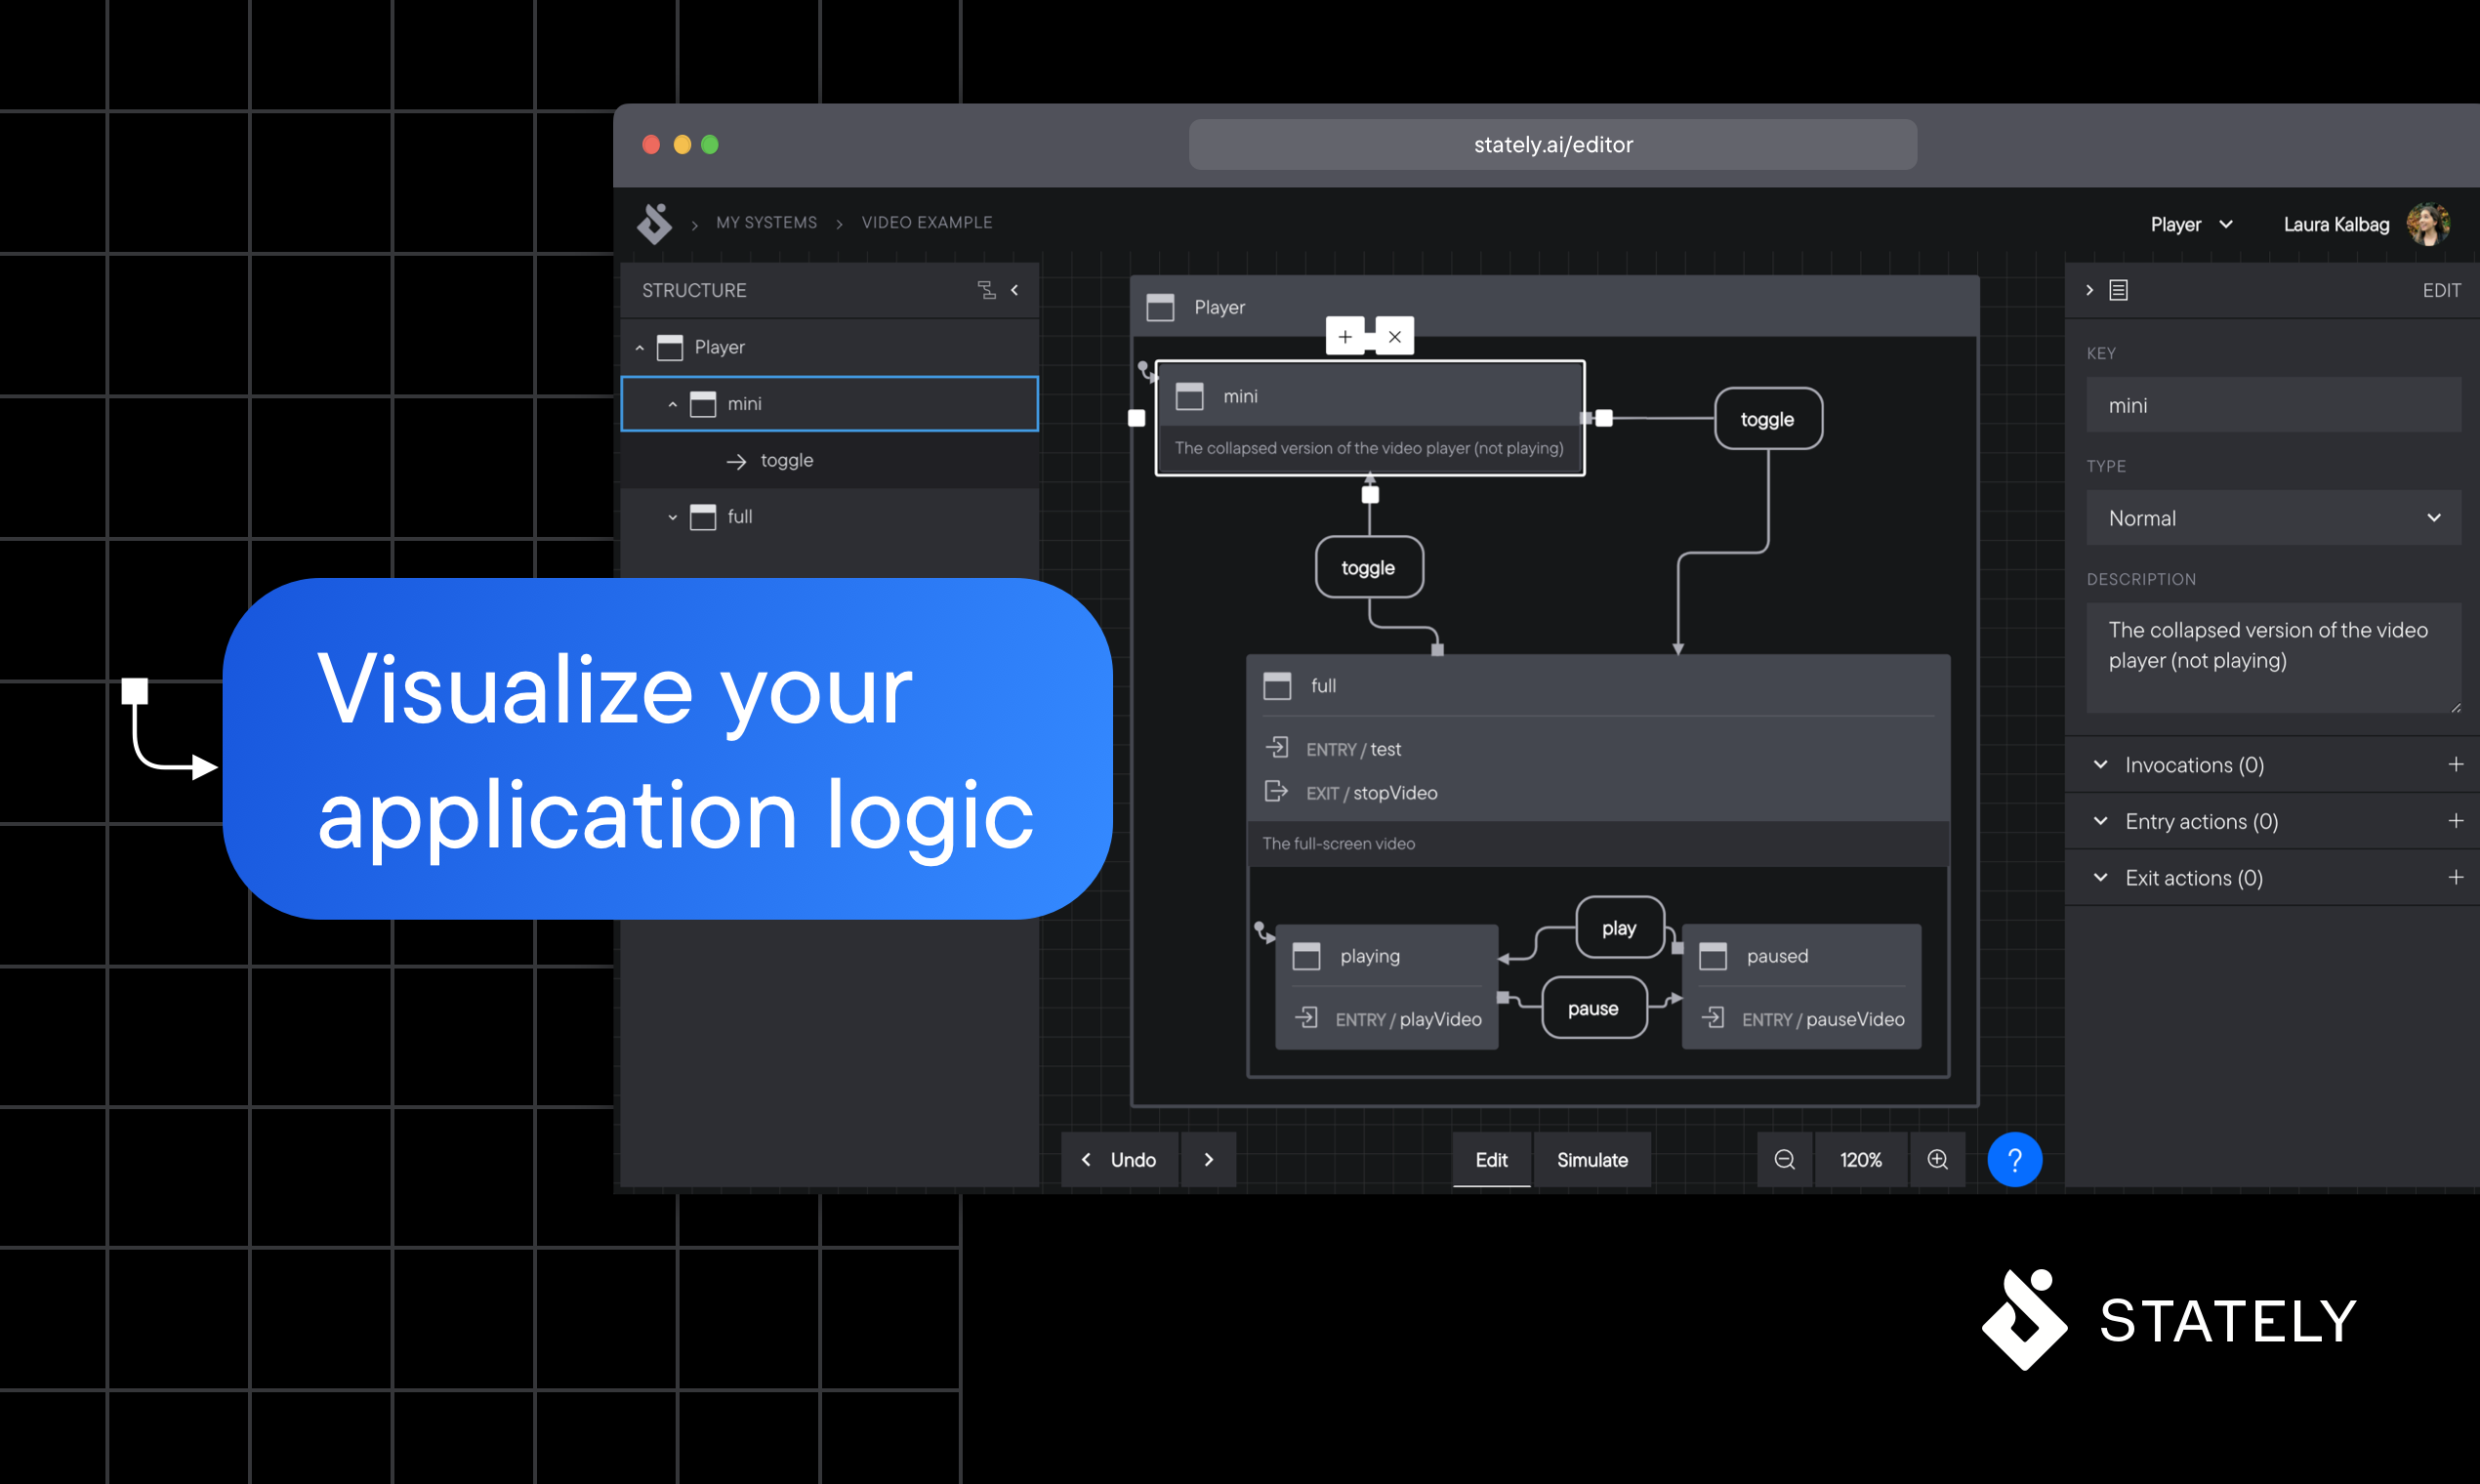 stately.ai/editor
MY SYSTEMS
VIDEO EXAMPLE
Player
Laura Kalbag
STRUCTURE
Player
mini
toggle
full
Visualize your
application logic
Player
mini
The collapsed version of the video player (not playing)
toggle
toggle
full
ENTRY / test
EXIT / stopVideo
The full-screen video
play
playing
ENTRY / playVideo
pause
paused
ENTRY / pauseVideo
Undo
Edit
Simulate
120%
?
EDIT
KEY
mini
TYPE
Normal
DESCRIPTION
The collapsed version of the video
player (not playing)
Invocations (0)
Entry actions (0)
Exit actions (0)
STATELY